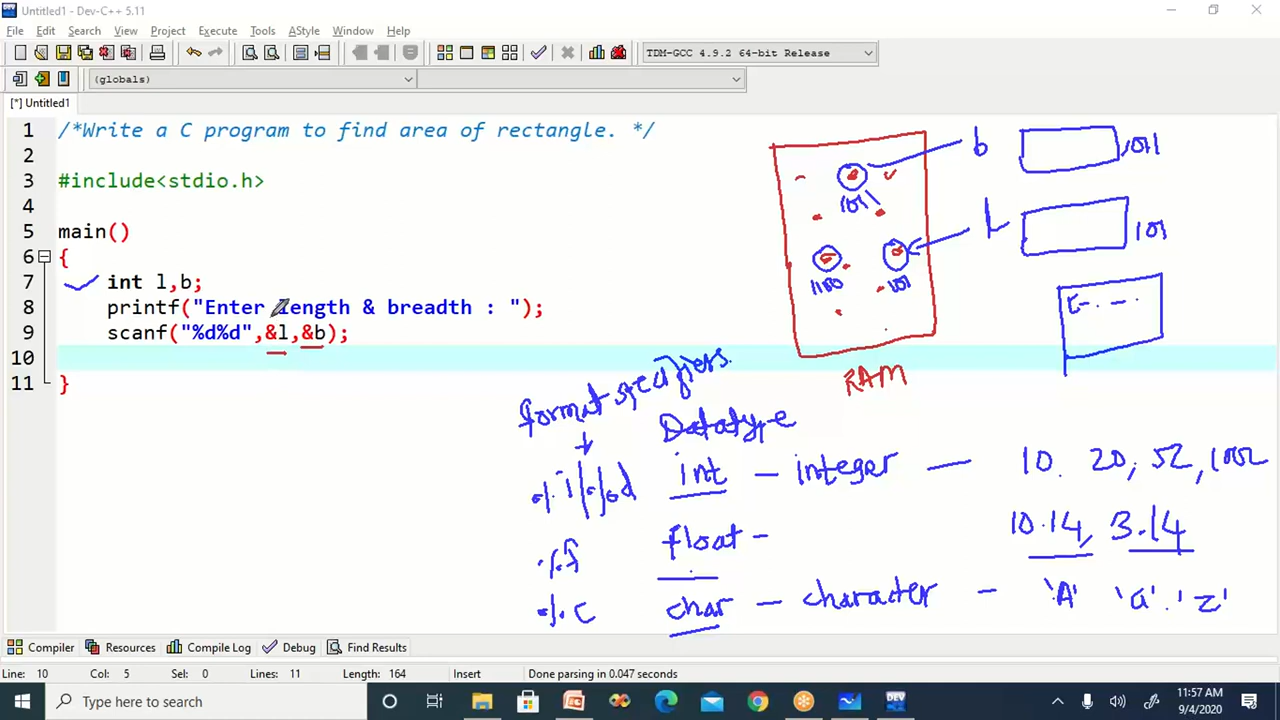 Untitled1 - Dev-C++ 5.11
File Edit Search View Project Execute Tools AStyle Window Help
TDM-GCC 4.9.2 64-bit Release
(globals)
[*] Untitled1
1 /*Write a C program to find area of rectangle. */
2
3 #include<stdio.h>
4
5 main()
6 {
7 int l,b;
8 printf("Enter length & breadth : ");
9 scanf("%d%d",&l,&b);
10
11 }
b
1011
l
101
1011
1100
101
RAM
format specifiers
Datatype
%i/%d int - integer - 10. 20, 52, 1002
%f float - 10.14, 3.14
%c char - character - 'A' 'a' 'z'
Compiler Resources Compile Log Debug Find Results
Line: 10 Col: 5 Sel: 0 Lines: 11 Length: 164 Insert Done parsing in 0.047 seconds
Type here to search
11:57 AM
9/4/2020